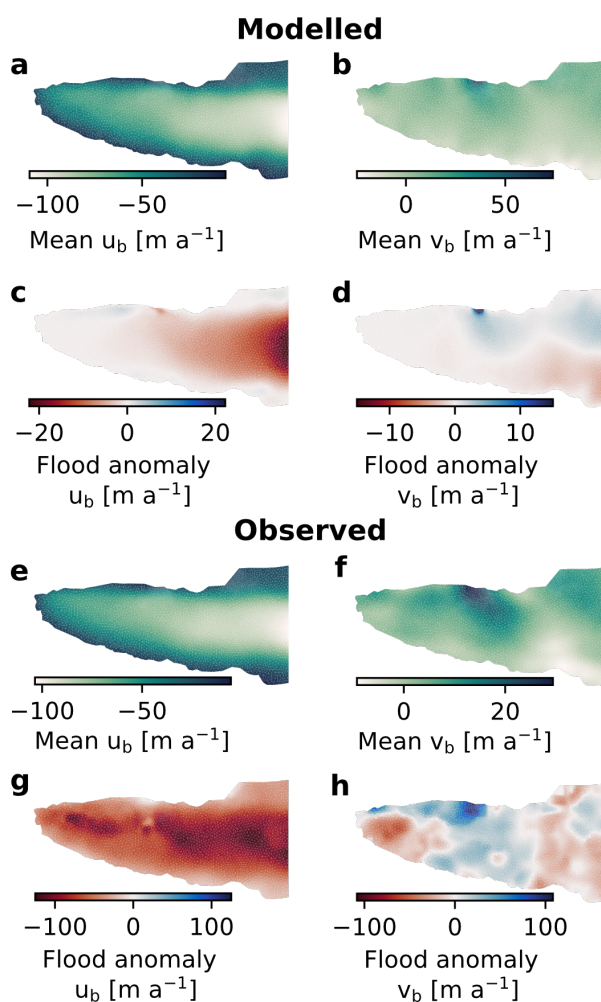 Modelled
a b
−100 −50 0 50
Mean u_b [m a⁻¹] Mean v_b [m a⁻¹]
c d
−20 0 20 −10 0 10
Flood anomaly Flood anomaly
u_b [m a⁻¹] v_b [m a⁻¹]
Observed
e f
−100 −50 0 20
Mean u_b [m a⁻¹] Mean v_b [m a⁻¹]
g h
−100 0 100 −100 0 100
Flood anomaly Flood anomaly
u_b [m a⁻¹] v_b [m a⁻¹]